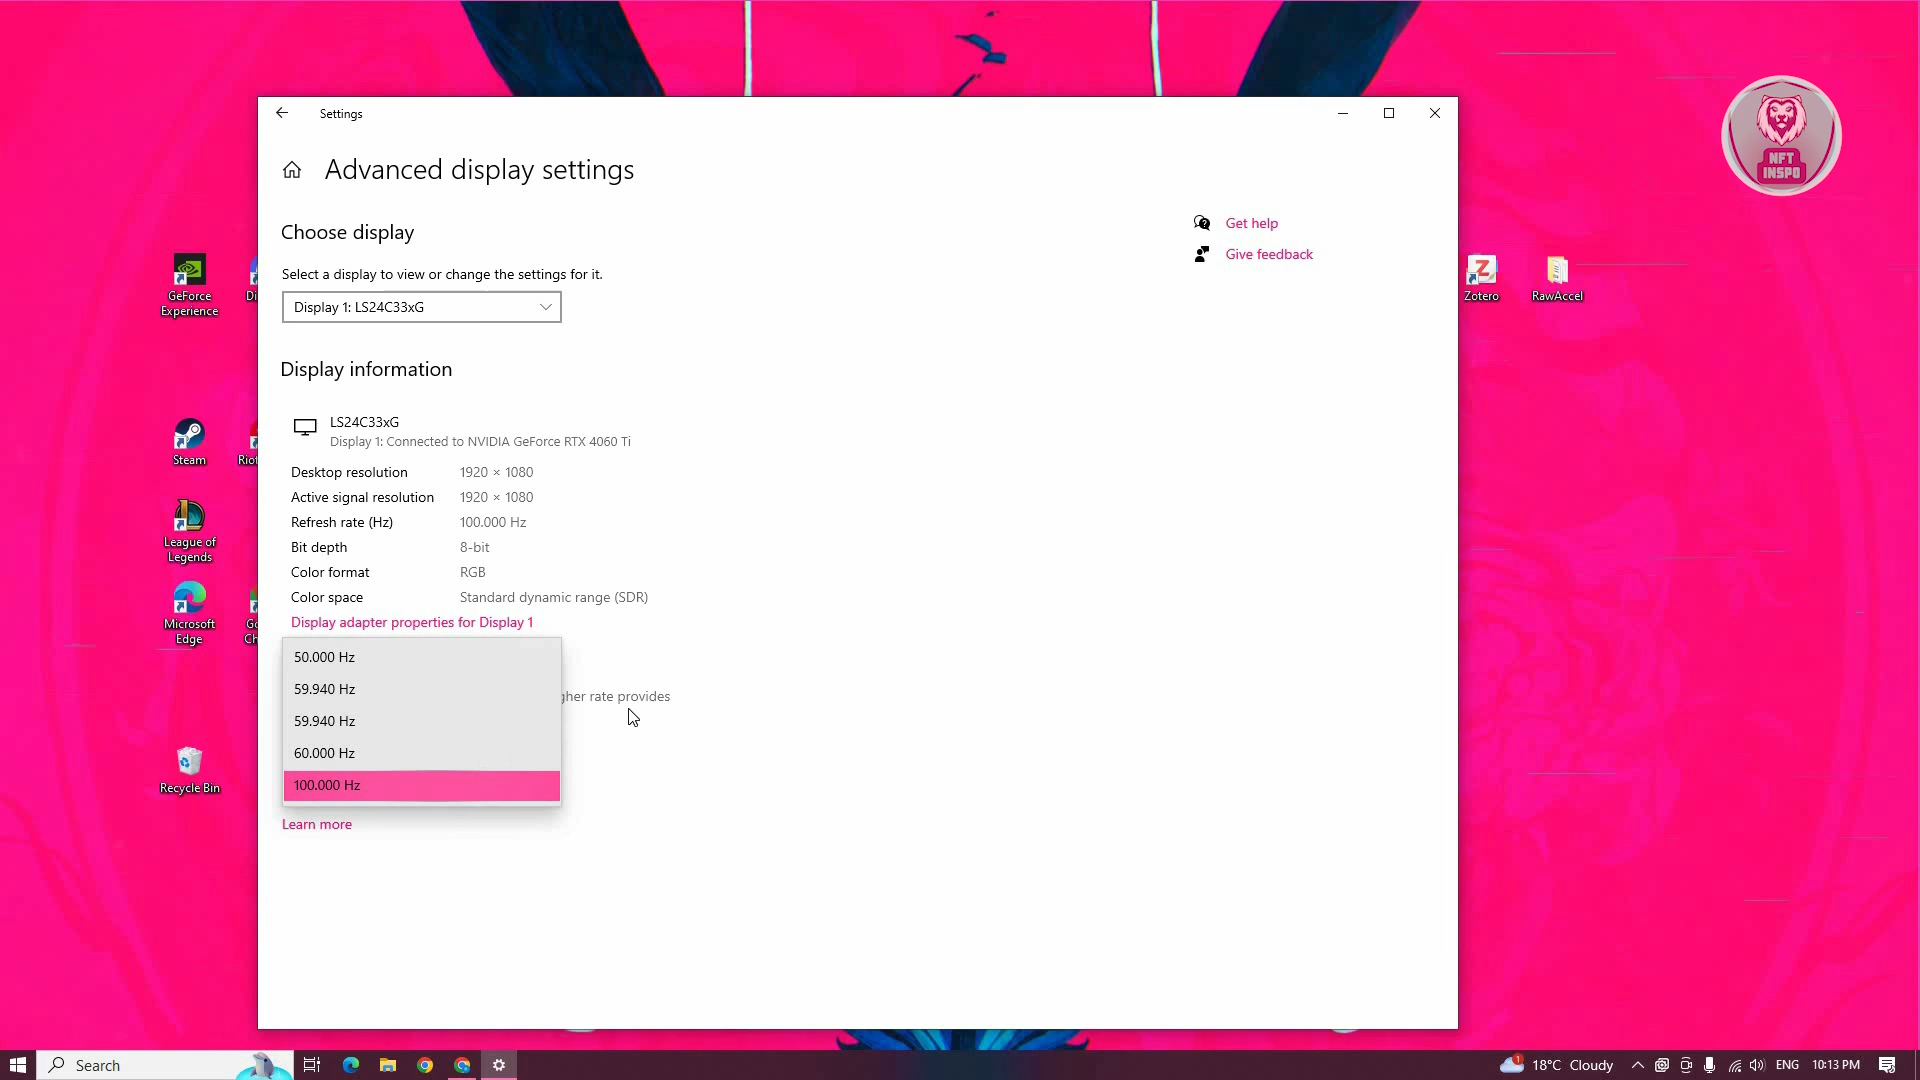 Settings
Advanced display settings
Choose display
Select a display to view or change the settings for it.
Display 1: LS24C33xG
Display information
LS24C33xG
Display 1: Connected to NVIDIA GeForce RTX 4060 Ti
Desktop resolution 1920 × 1080
Active signal resolution 1920 × 1080
Refresh rate (Hz) 100.000 Hz
Bit depth 8-bit
Color format RGB
Color space Standard dynamic range (SDR)
Display adapter properties for Display 1
50.000 Hz
59.940 Hz
gher rate provides
59.940 Hz
60.000 Hz
100.000 Hz
Learn more
Get help
Give feedback
NFT
INSPO
GeForce
Experience
Di
Steam
Riot
League of
Legends
Microsoft
Edge
Go
Ch
Recycle Bin
Zotero
RawAccel
Search
1
18°C Cloudy
ENG
10:13 PM